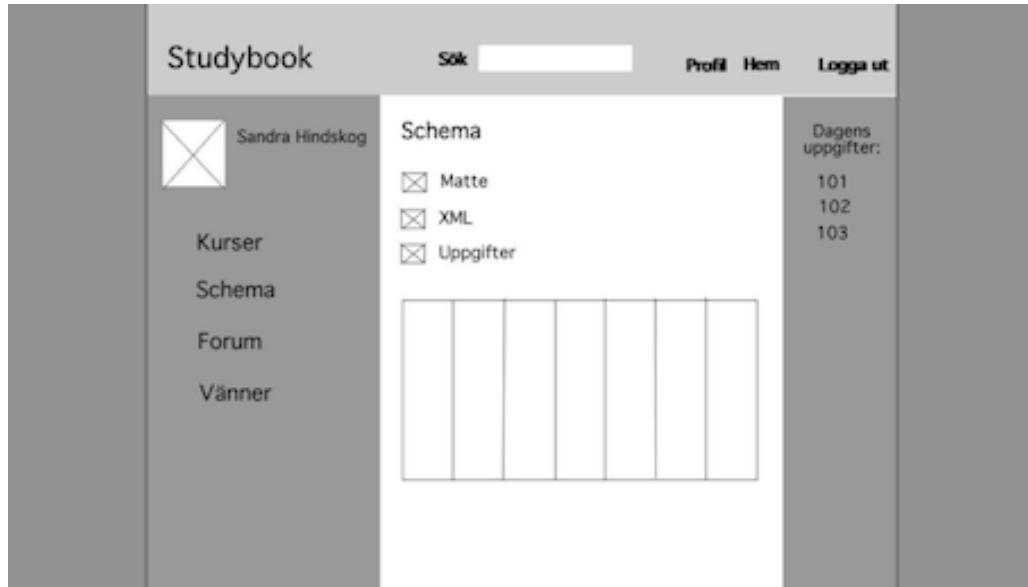 Studybook
Sök
Profil Hem Logga ut
Sandra Hindskog
Kurser
Schema
Forum
Vänner
Schema
Matte
XML
Uppgifter
Dagens
uppgifter:
101
102
103